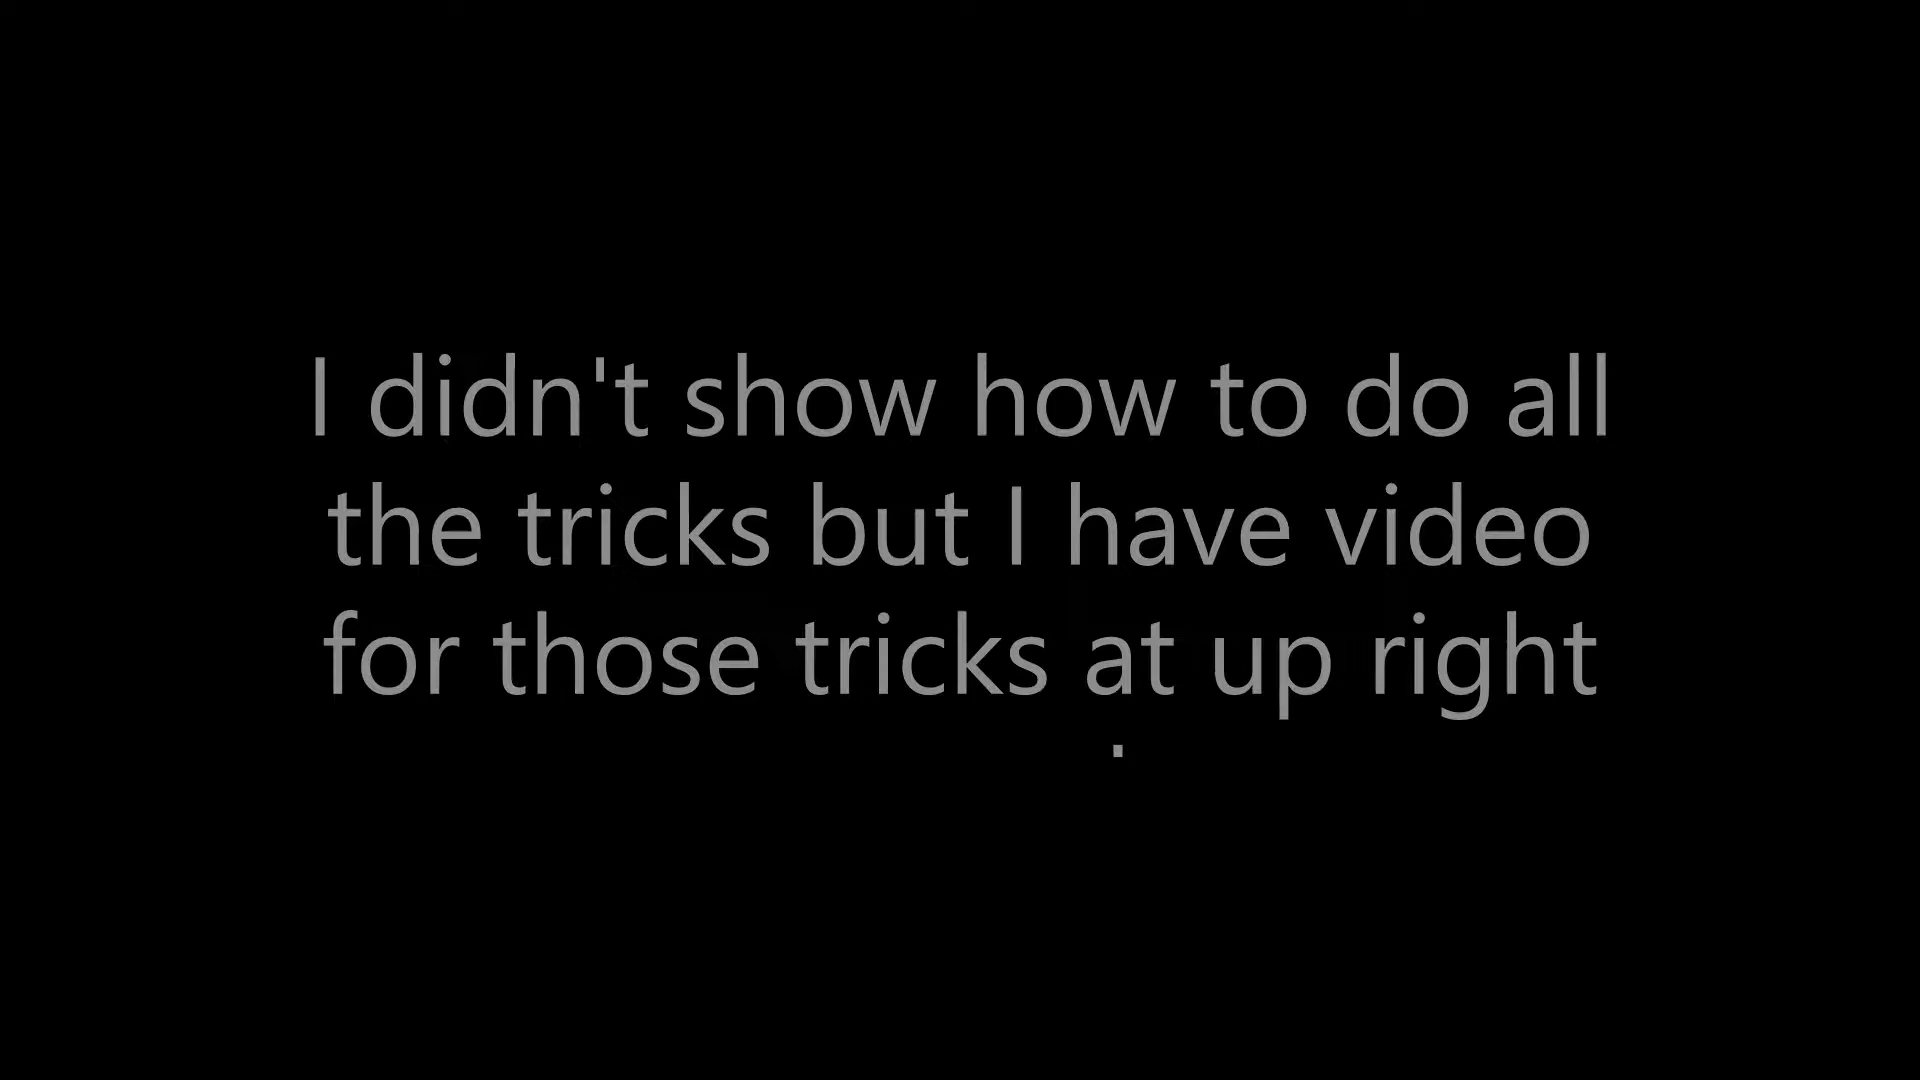 I didn't show how to do all
the tricks but I have video
for those tricks at up right
.